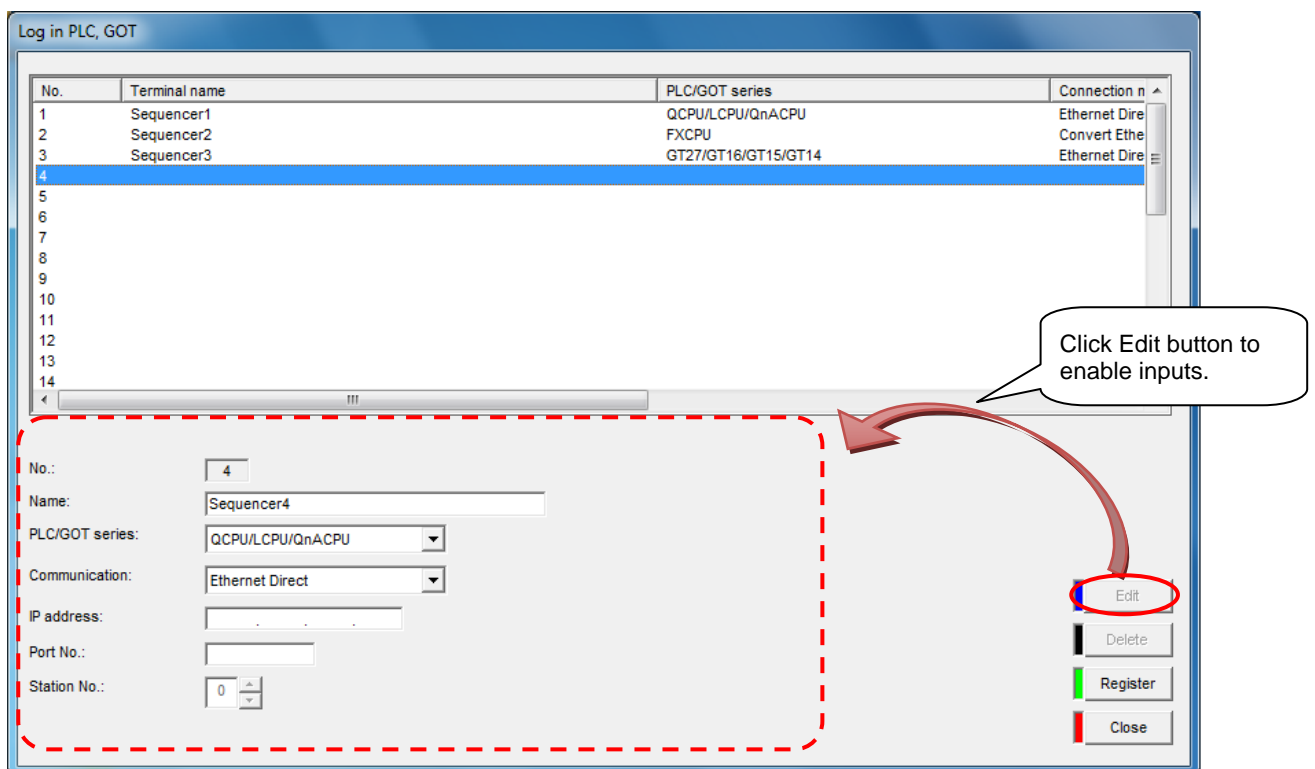 Log in PLC, GOT
No. Terminal name PLC/GOT series Connection n
1 Sequencer1 QCPU/LCPU/QnACPU Ethernet Dire
2 Sequencer2 FXCPU Convert Ethe
3 Sequencer3 GT27/GT16/GT15/GT14 Ethernet Dire
4
5
6
7
8
9
10
11
12
13
14
Click Edit button to
enable inputs.
No.: 4
Name: Sequencer4
PLC/GOT series: QCPU/LCPU/QnACPU
Communication: Ethernet Direct
IP address: . . .
Port No.:
Station No.: 0
Edit
Delete
Register
Close